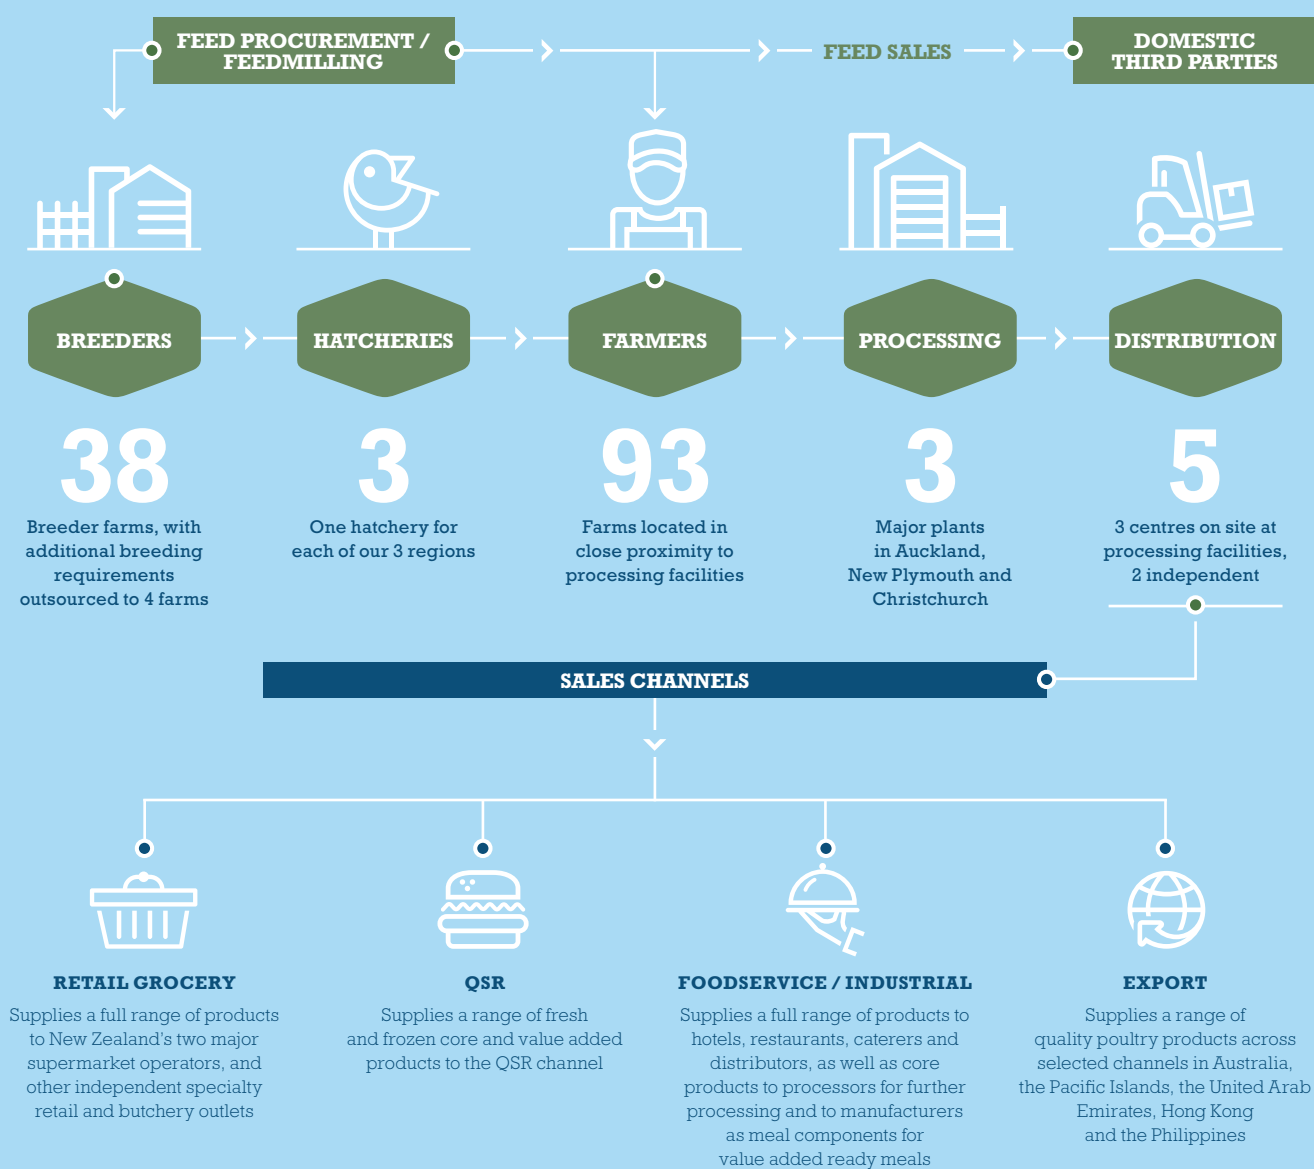 FEED PROCUREMENT /
FEEDMILLING
FEED SALES
DOMESTIC
THIRD PARTIES
BREEDERS
HATCHERIES
FARMERS
PROCESSING
DISTRIBUTION
38
Breeder farms, with
additional breeding
requirements
outsourced to 4 farms
3
One hatchery for
each of our 3 regions
93
Farms located in
close proximity to
processing facilities
3
Major plants
in Auckland,
New Plymouth and
Christchurch
5
3 centres on site at
processing facilities,
2 independent
SALES CHANNELS
RETAIL GROCERY
Supplies a full range of products
to New Zealand's two major
supermarket operators, and
other independent specialty
retail and butchery outlets
QSR
Supplies a range of fresh
and frozen core and value added
products to the QSR channel
FOODSERVICE / INDUSTRIAL
Supplies a full range of products to
hotels, restaurants, caterers and
distributors, as well as core
products to processors for further
processing and to manufacturers
as meal components for
value added ready meals
EXPORT
Supplies a range of
quality poultry products across
selected channels in Australia,
the Pacific Islands, the United Arab
Emirates, Hong Kong
and the Philippines